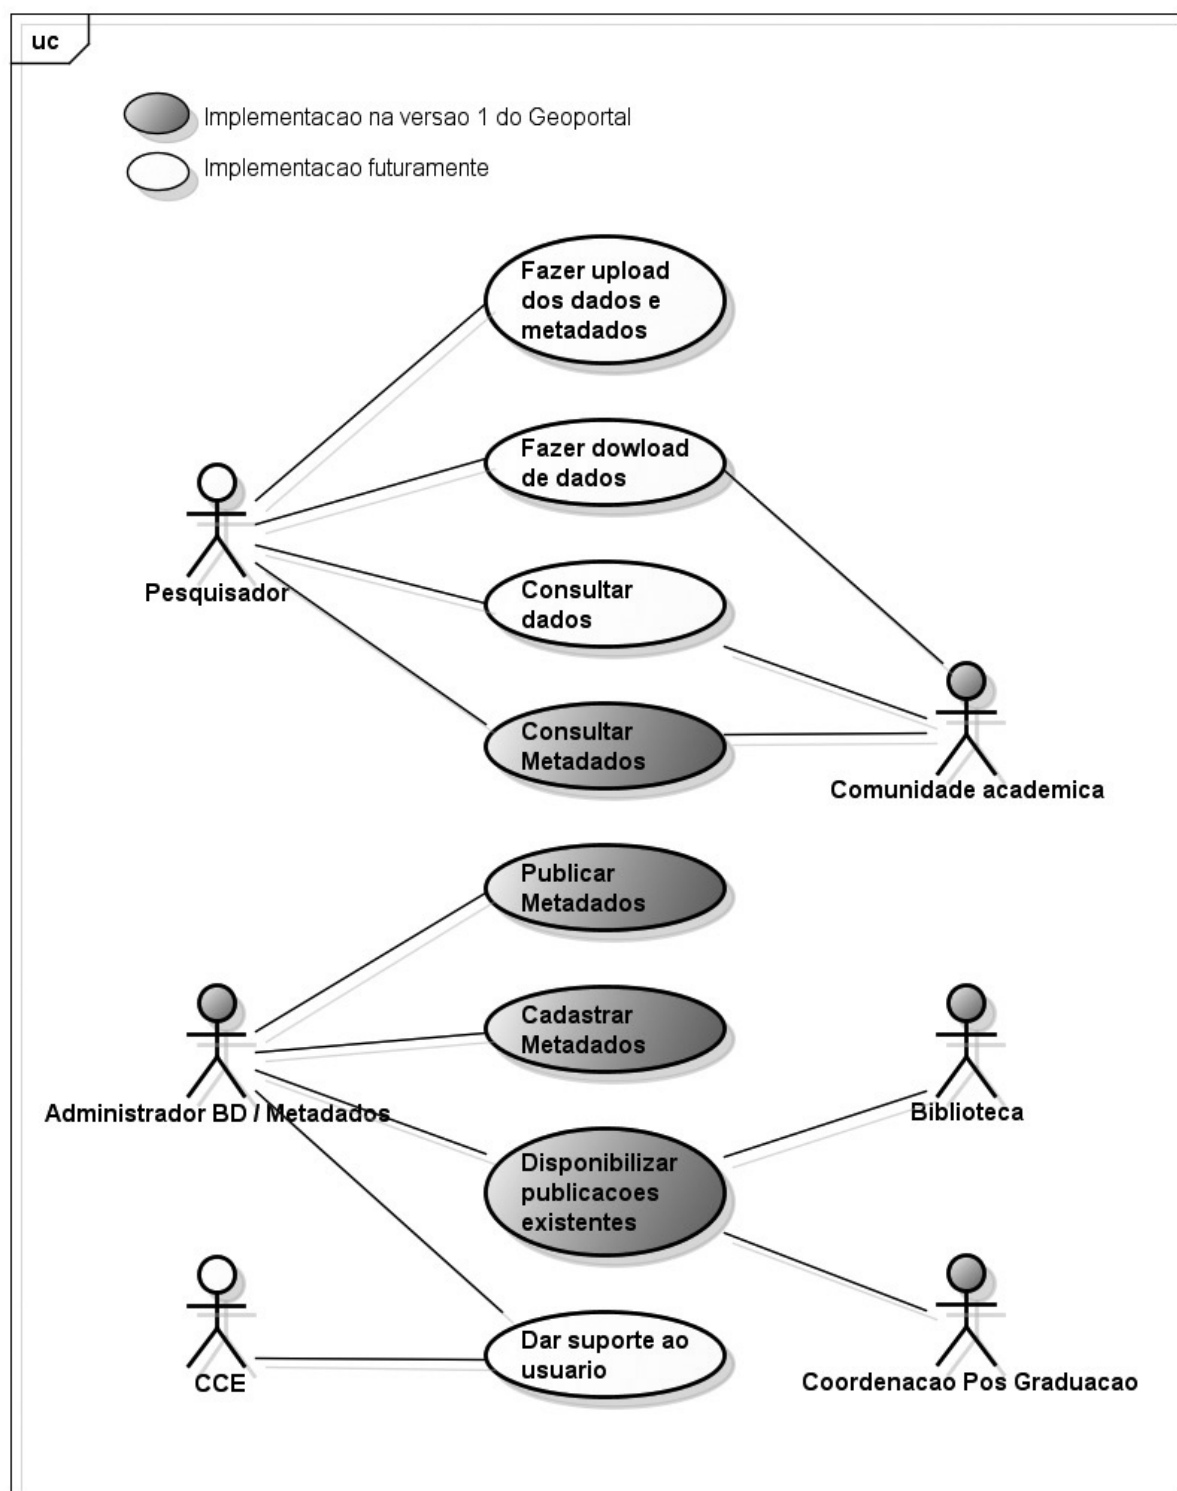 uc
Implementacao na versao 1 do Geoportal
Implementacao futuramente
Fazer upload
dos dados e
metadados
Fazer dowload
de dados
Pesquisador
Consultar
dados
Consultar
Metadados
Comunidade academica
Publicar
Metadados
Cadastrar
Metadados
Administrador BD / Metadados
Biblioteca
Disponibilizar
publicacoes
existentes
CCE
Dar suporte ao
usuario
Coordenacao Pos Graduacao